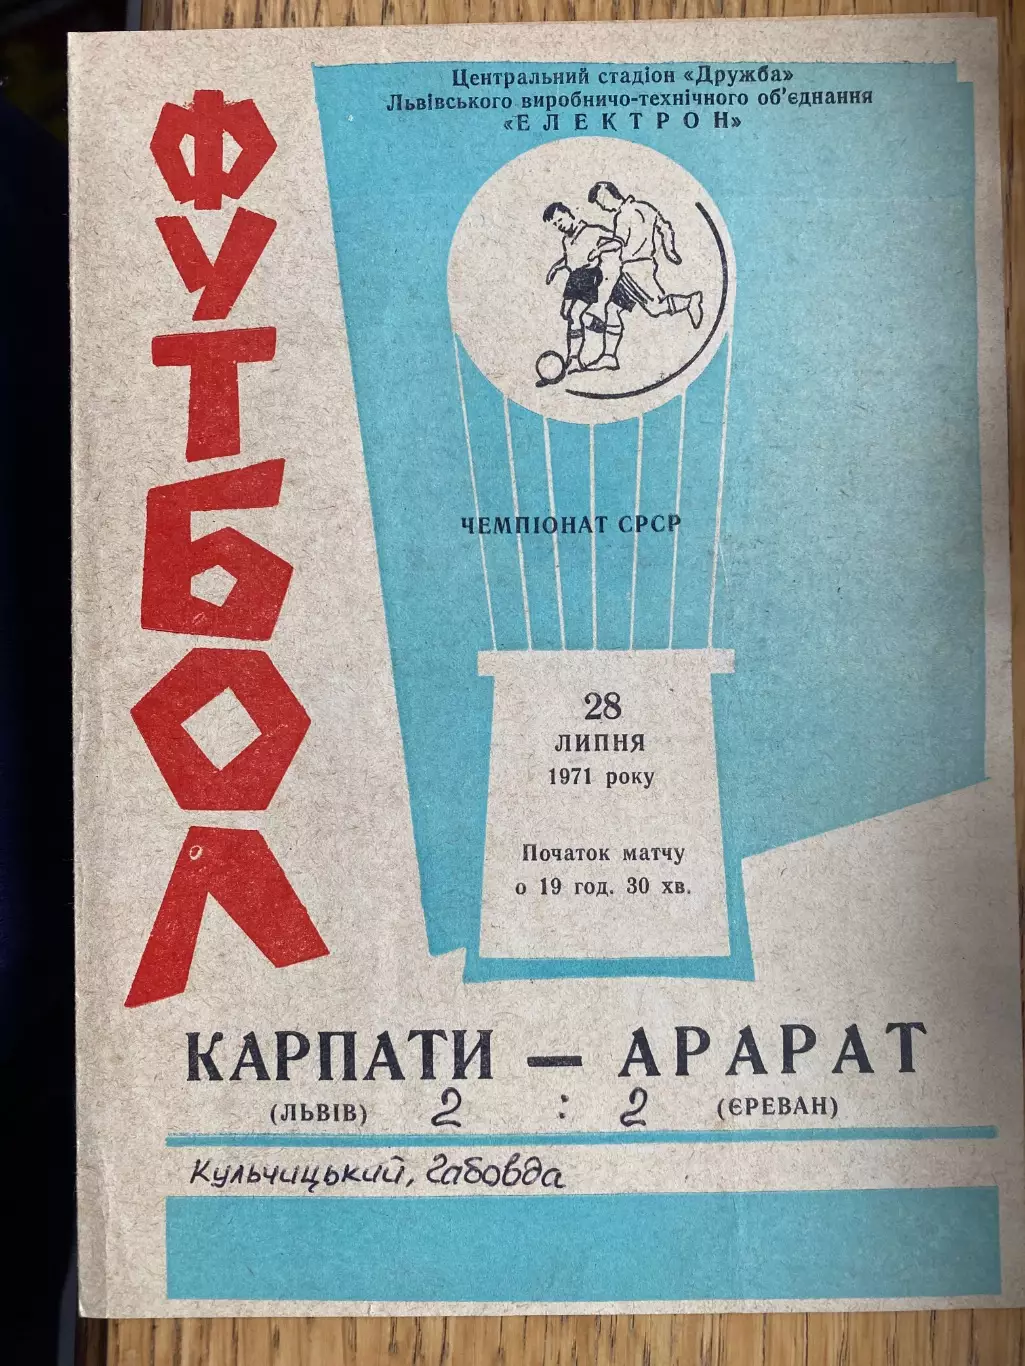 ФУТБОЛ
Центральний стадіон «Дружба»
Львівського виробничо-технічного об'єднання
«ЕЛЕКТРОН»
ЧЕМПІОНАТ СРСР
28
ЛИПНЯ
1971 року
Початок матчу
о 19 год. 30 хв.
КАРПАТИ — АРАРАТ
(ЛЬВІВ) 2 : 2 (ЄРЕВАН)
Кульчицький, Габовда